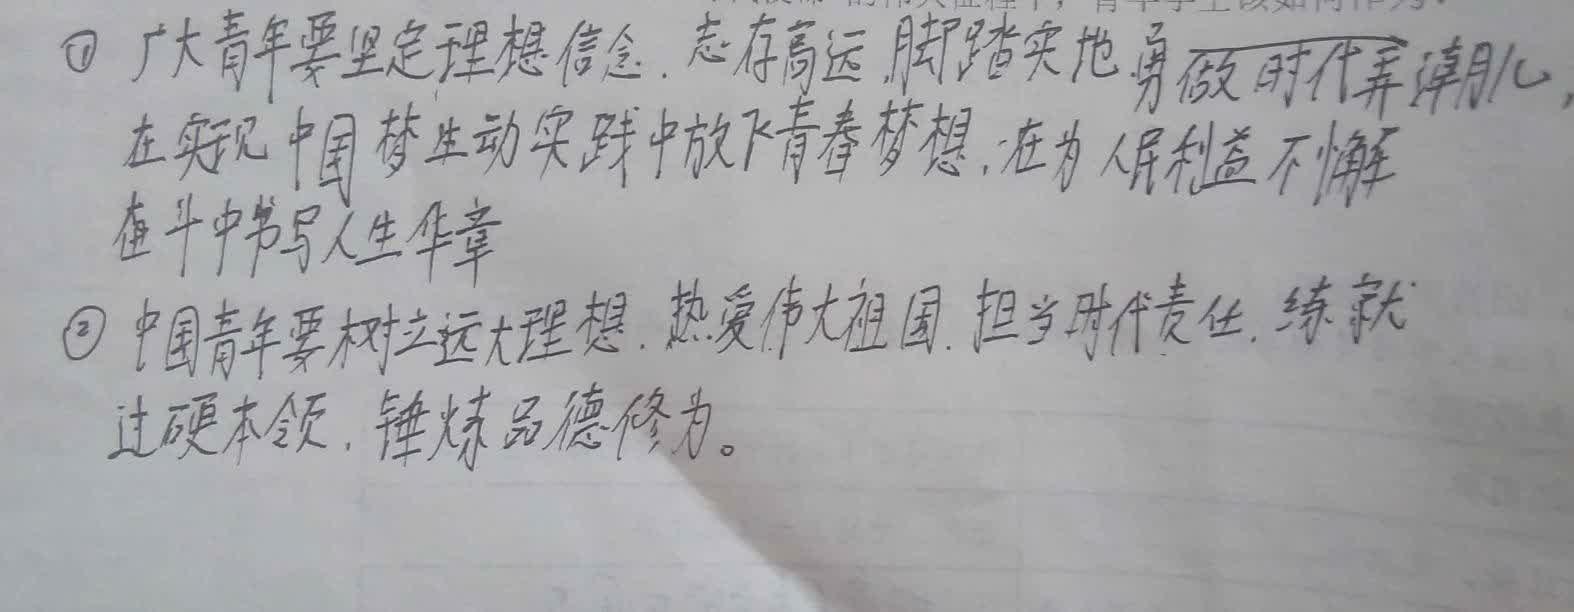 ① 广大青年要坚定理想信念、志存高远、脚踏实地勇做时代弄潮儿,
在实现中国梦生动实践中放飞青春梦想、在为人民利益不懈
奋斗中书写人生华章
② 中国青年要树立远大理想、热爱伟大祖国、担当时代责任、练就
过硬本领、锤炼品德修为。